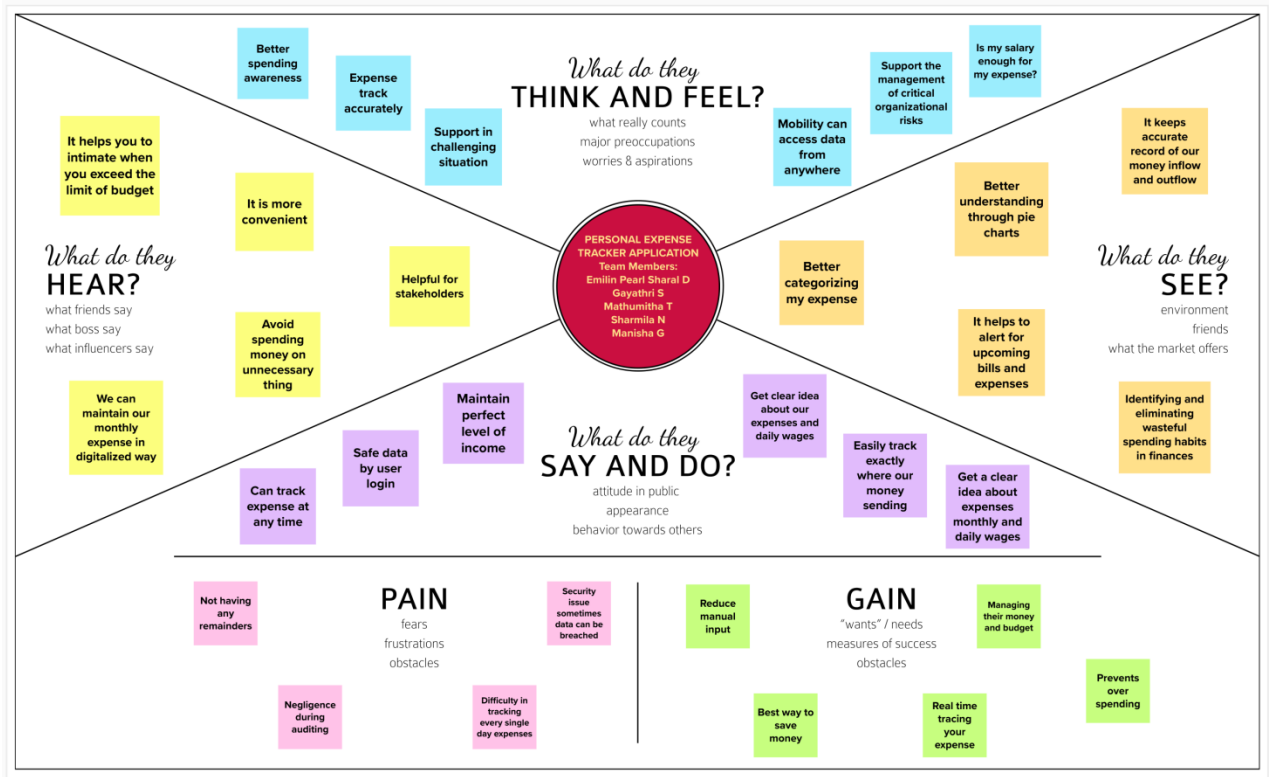 Better
spending
awareness
Expense
track
accurately
Support in
challenging
situation
What do they
THINK AND FEEL?
what really counts
major preoccupations
worries & aspirations
Mobility can
access data
from
anywhere
Support the
management
of critical
organizational
risks
Is my salary
enough for
my expense?
It helps you to
intimate when
you exceed the
limit of budget
It is more
convenient
Helpful for
stakeholders
What do they
HEAR?
what friends say
what boss say
what influencers say
Avoid
spending
money on
unnecessary
thing
We can
maintain our
monthly
expense in
digitalized way
PERSONAL EXPENSE
TRACKER APPLICATION
Team Members:
Emilin Pearl Sharal D
Gayathri S
Mathumitha T
Sharmila N
Manisha G
It keeps
accurate
record of our
money inflow
and outflow
Better
understanding
through pie
charts
Better
categorizing
my expense
What do they
SEE?
environment
friends
what the market offers
It helps to
alert for
upcoming
bills and
expenses
Identifying and
eliminating
wasteful
spending habits
in finances
Maintain
perfect
level of
income
Safe data
by user
login
Can track
expense at
any time
What do they
SAY AND DO?
attitude in public
appearance
behavior towards others
Get clear idea
about our
expenses and
daily wages
Easily track
exactly
where our
money
sending
Get a clear
idea about
expenses
monthly and
daily wages
Not having
any
remainders
PAIN
fears
frustrations
obstacles
Security
issue
sometimes
data can be
breached
Negligence
during
auditing
Difficulty in
tracking
every single
day expenses
Reduce
manual
input
GAIN
"wants" / needs
measures of success
obstacles
Managing
their money
and budget
Prevents
over
spending
Best way to
save
money
Real time
tracing
your
expense